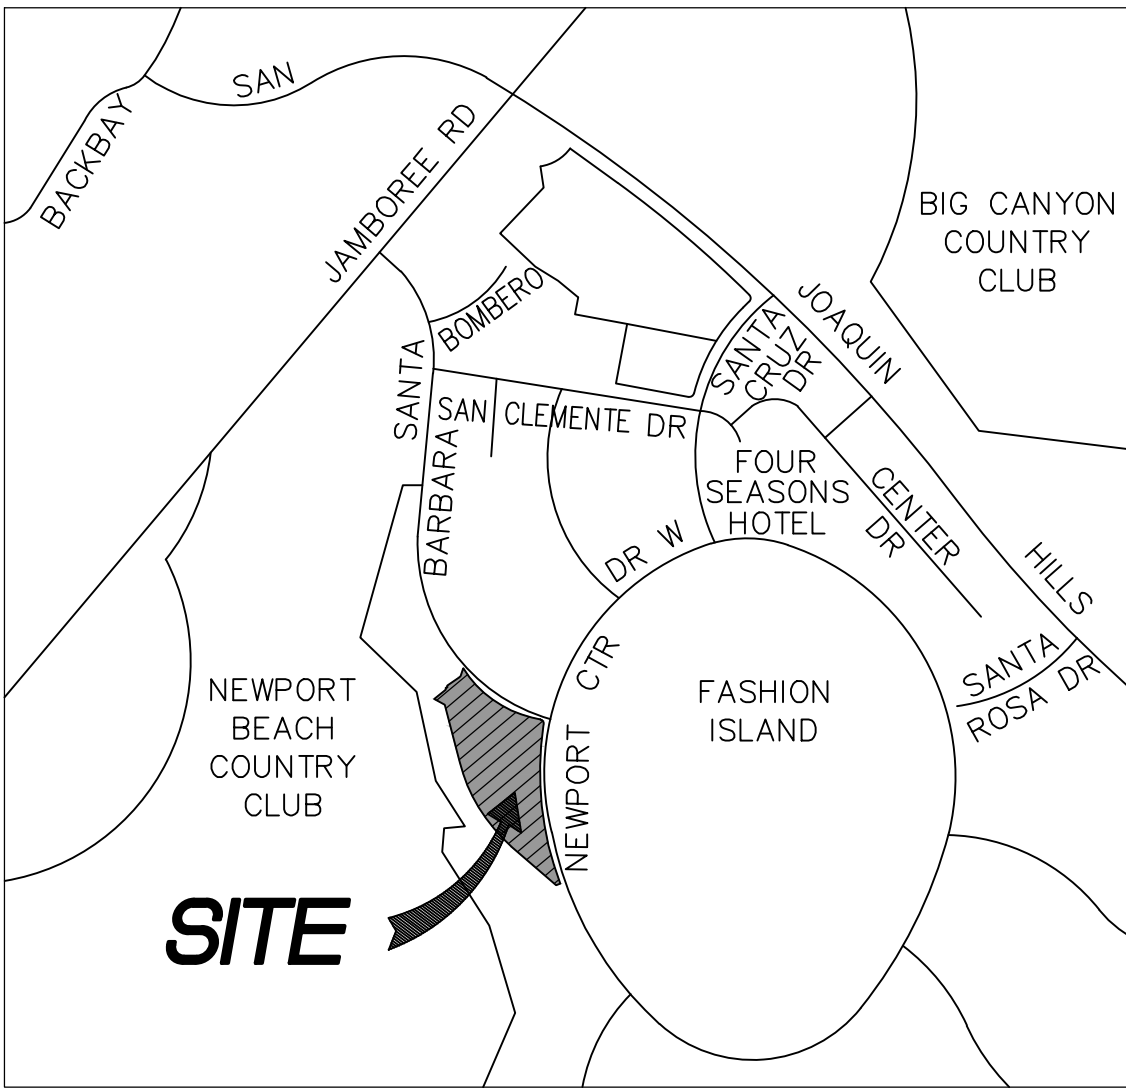 SAN
BACKBAY
JAMBOREE RD
BIG CANYON
COUNTRY
CLUB
BOMBERO
JOAQUIN
SANTA
CRUZ
DR
SANTA
BARBARA
SAN CLEMENTE DR
FOUR
SEASONS
HOTEL
CENTER
DR
DR W
HILLS
CTR
SANTA
ROSA DR
NEWPORT
BEACH
COUNTRY
CLUB
FASHION
ISLAND
NEWPORT
SITE